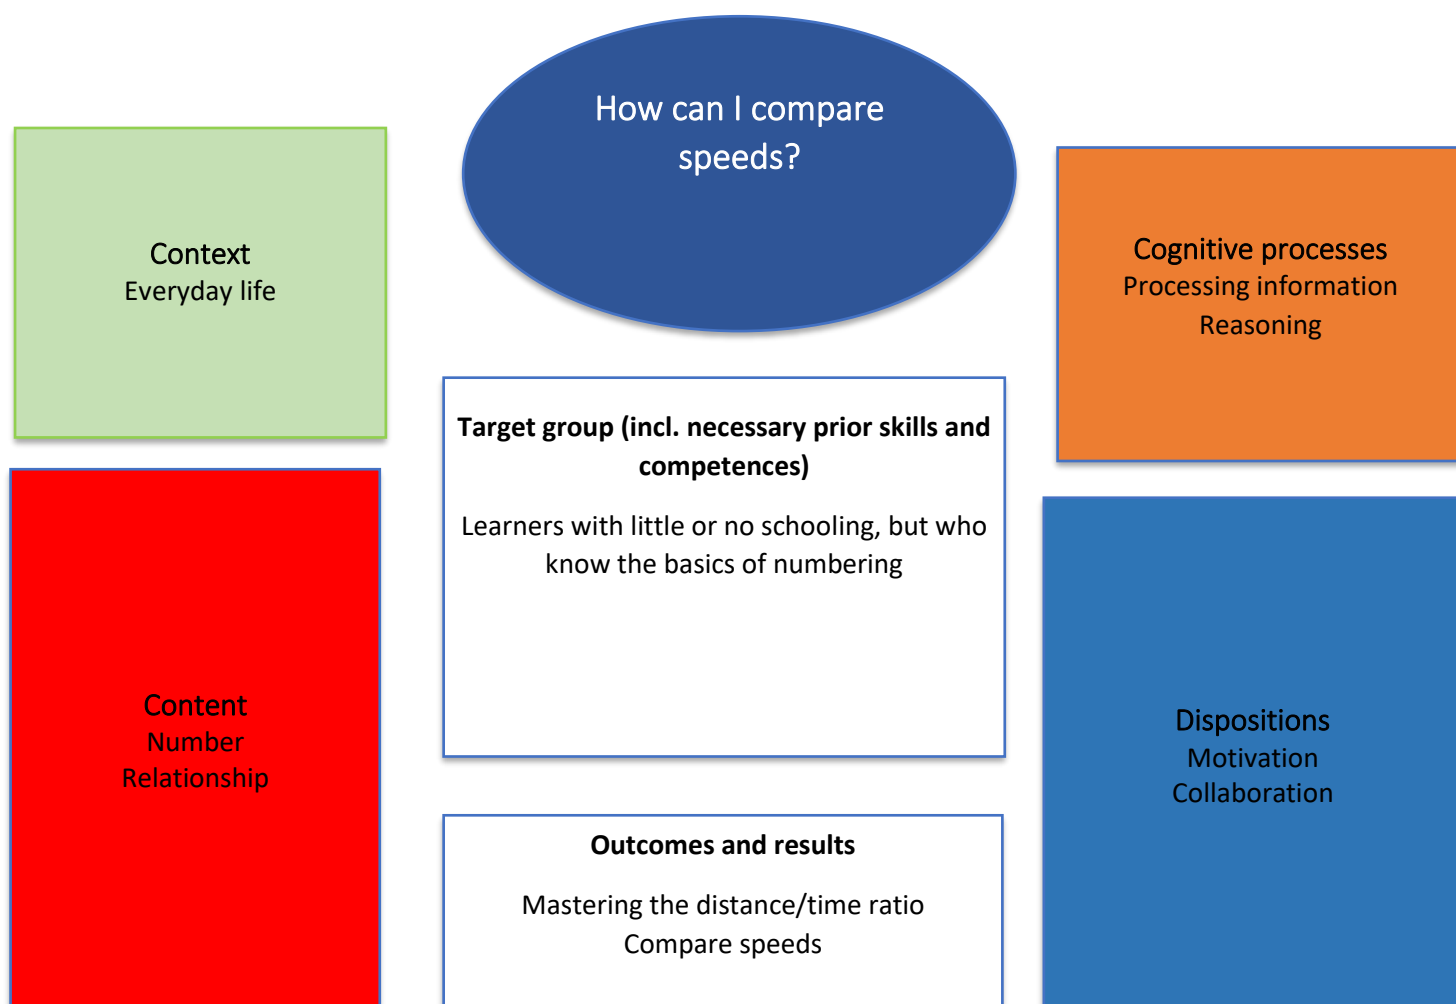 How can I compare
speeds?
Context
Everyday life
Cognitive processes
Processing information
Reasoning
Target group (incl. necessary prior skills and
competences)
Learners with little or no schooling, but who
know the basics of numbering
Content
Number
Relationship
Dispositions
Motivation
Collaboration
Outcomes and results
Mastering the distance/time ratio
Compare speeds